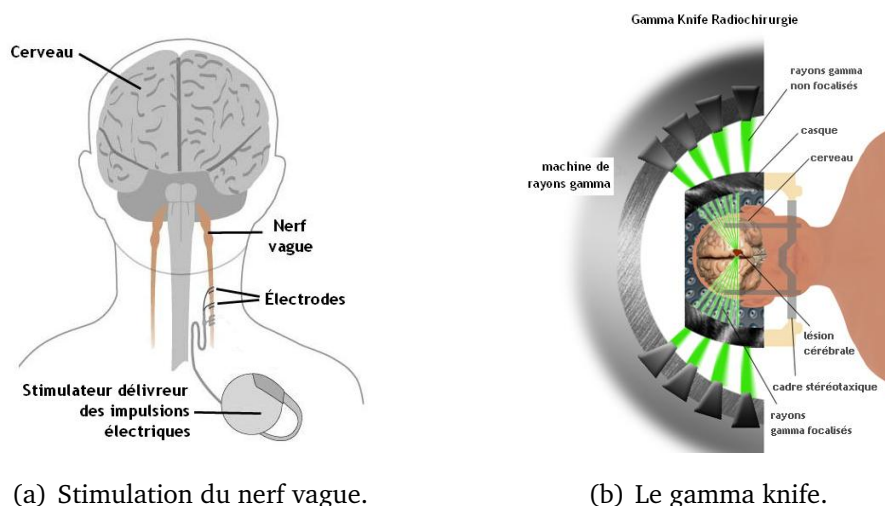 Cerveau
Nerf
vague
Électrodes
Stimulateur délivreur
des impulsions
électriques
(a) Stimulation du nerf vague.
Gamma Knife Radiochirurgie
rayons gamma
non focalisés
casque
cerveau
machine de
rayons gamma
lésion
cérébrale
cadre stéréotaxique
rayons
gamma focalisés
(b) Le gamma knife.